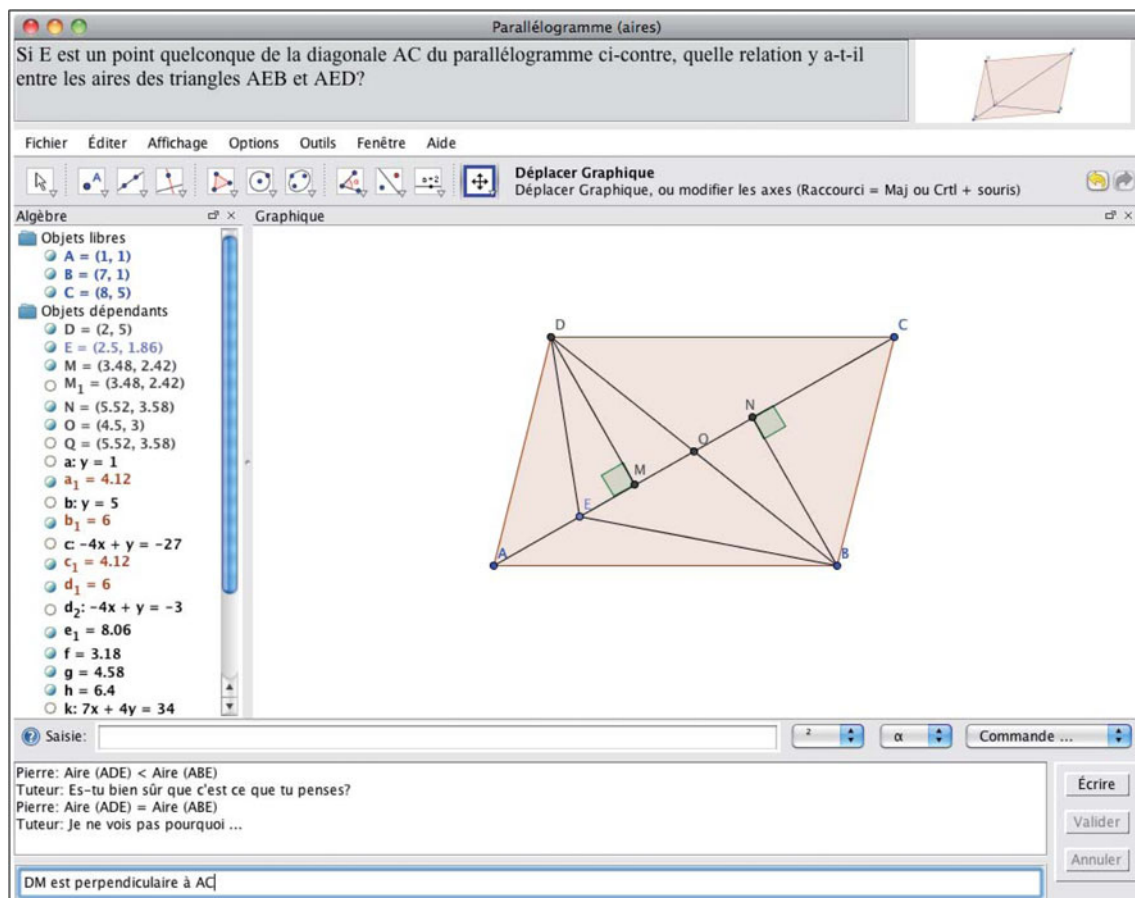 Parallélogramme (aires)
Si E est un point quelconque de la diagonale AC du parallélogramme ci-contre, quelle relation y a-t-il
entre les aires des triangles AEB et AED?
Fichier Éditer Affichage Options Outils Fenêtre Aide
Déplacer Graphique
Déplacer Graphique, ou modifier les axes (Raccourci = Maj ou Crtl + souris)
A
a=2
Algèbre
Graphique
Objets libres
A = (1, 1)
B = (7, 1)
C = (8, 5)
Objets dépendants
D = (2, 5)
E = (2.5, 1.86)
M = (3.48, 2.42)
M1 = (3.48, 2.42)
N = (5.52, 3.58)
O = (4.5, 3)
Q = (5.52, 3.58)
a: y = 1
a1 = 4.12
b: y = 5
b1 = 6
c: -4x + y = -27
c1 = 4.12
d1 = 6
d2: -4x + y = -3
e1 = 8.06
f = 3.18
g = 4.58
h = 6.4
k: 7x + 4y = 34
D
C
N
O
M
E
A
B
Saisie:
²
α
Commande ...
Pierre: Aire (ADE) < Aire (ABE)
Tuteur: Es-tu bien sûr que c'est ce que tu penses?
Pierre: Aire (ADE) = Aire (ABE)
Tuteur: Je ne vois pas pourquoi ...
Écrire
Valider
Annuler
DM est perpendiculaire à AC